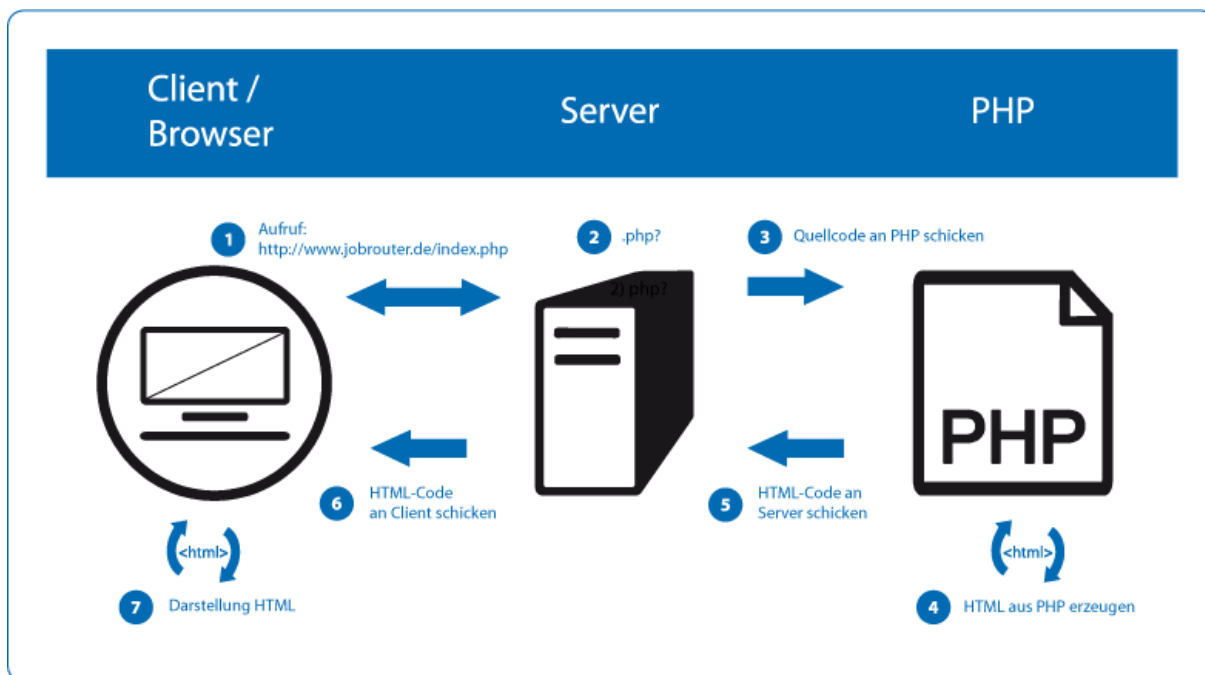 Client /
Browser
Server
PHP
1 Aufruf:
http://www.jobrouter.de/index.php
2 .php?
3 Quellcode an PHP schicken
2) php?
PHP
6 HTML-Code
an Client schicken
5 HTML-Code an
Server schicken
<html>
<html>
7 Darstellung HTML
4 HTML aus PHP erzeugen